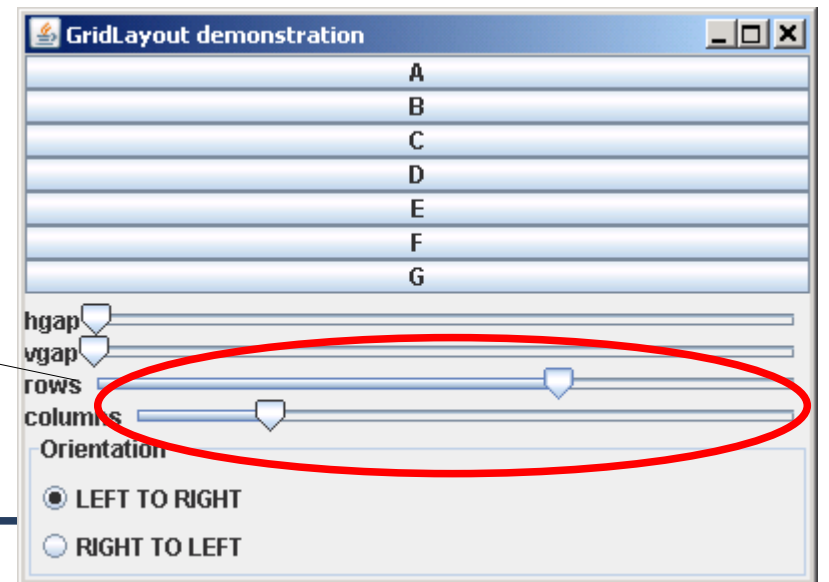 GridLayout demonstration
A
B
C
D
E
F
G
hgap
vgap
rows
columns
Orientation
LEFT TO RIGHT
RIGHT TO LEFT